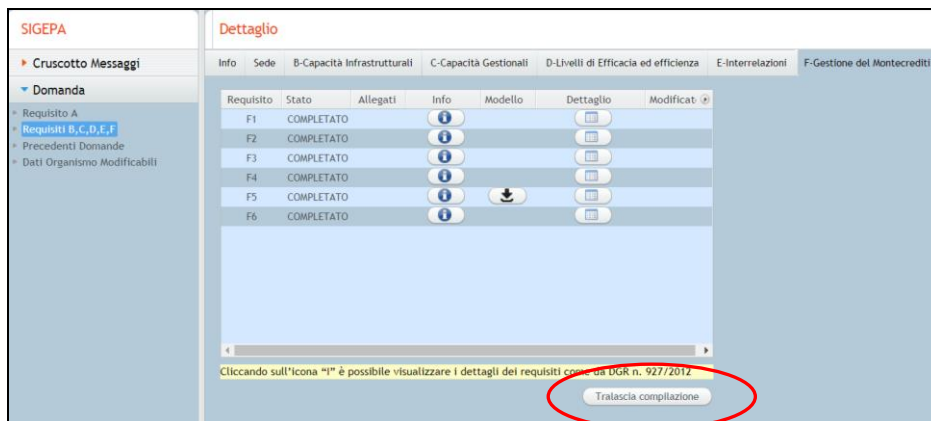 SIGEPA
Cruscotto Messaggi
Domanda
Requisito A
Requisiti B,C,D,E,F
Precedenti Domande
Dati Organismo Modificabili
Dettaglio
Info Sede B-Capacità Infrastrutturali C-Capacità Gestionali D-Livelli di Efficacia ed efficienza E-Interrelazioni F-Gestione del Montecrediti
Requisito Stato Allegati Info Modello Dettaglio Modificat
F1 COMPLETATO
F2 COMPLETATO
F3 COMPLETATO
F4 COMPLETATO
F5 COMPLETATO
F6 COMPLETATO
Cliccando sull'icona “i” è possibile visualizzare i dettagli dei requisiti come da DGR n. 927/2012
Tralascia compilazione